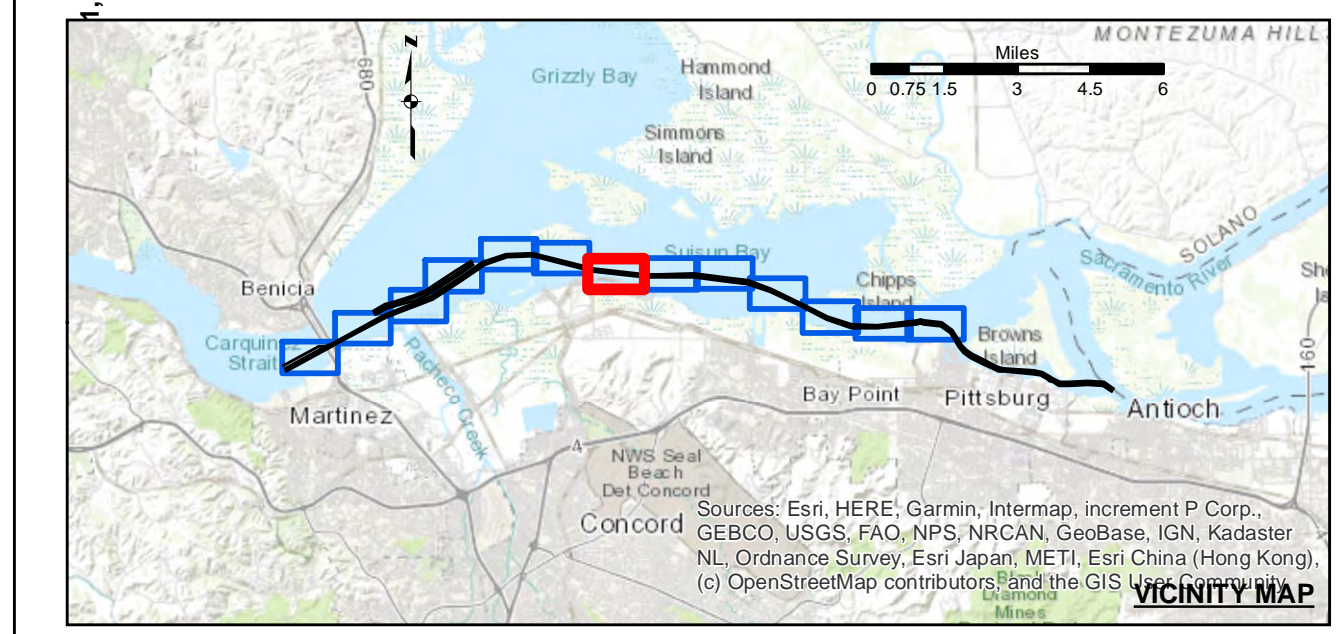 1,
MONTEZUMA HILL
Miles
0 0.75 1.5 3 4.5 6
N
680
Grizzly Bay
Hammond
Island
Simmons
Island
SOLANO
Suisun Bay
Sacramento River
Chipps
Island
Benicia
Carquinez
Strait
Browns
Island
160
Pacheco Creek
Bay Point
Pittsburg
Antioch
Martinez
4
NWS Seal
Beach
Det Concord
Concord
Sources: Esri, HERE, Garmin, Intermap, increment P Corp.,
GEBCO, USGS, FAO, NPS, NRCAN, GeoBase, IGN, Kadaster
NL, Ordnance Survey, Esri Japan, METI, Esri China (Hong Kong),
(c) OpenStreetMap contributors, and the GIS User Community
Diamond
Mines
VICINITY MAP